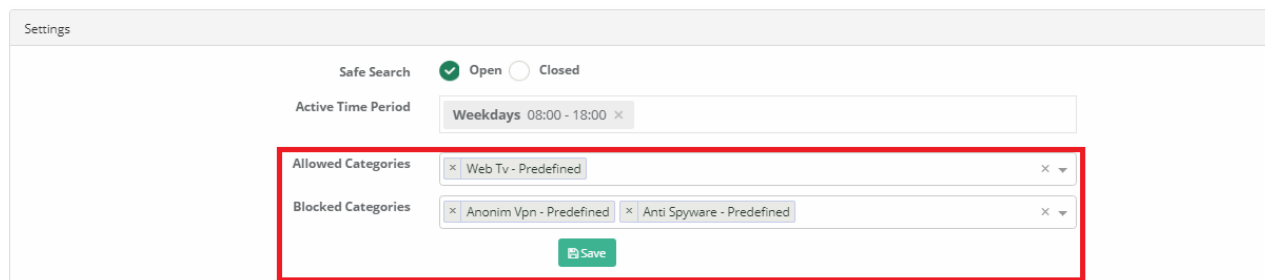 Settings
Safe Search Open Closed
Active Time Period Weekdays 08:00 - 18:00 ×
Allowed Categories × Web Tv - Predefined ×
Blocked Categories × Anonim Vpn - Predefined × Anti Spyware - Predefined ×
Save